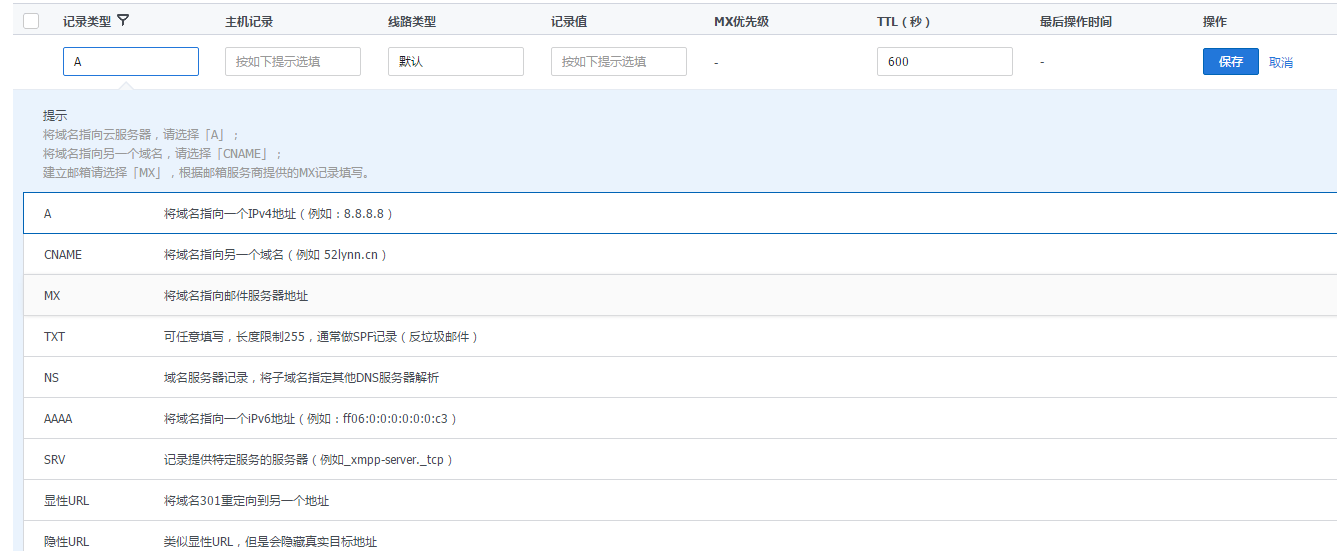 记录类型 主机记录 线路类型 记录值 MX优先级 TTL（秒） 最后操作时间 操作
A 按如下提示选填 默认 按如下提示选填 - 600 - 保存 取消
提示
将域名指向云服务器，请选择「A」；
将域名指向另一个域名，请选择「CNAME」；
建立邮箱请选择「MX」，根据邮箱服务商提供的MX记录填写。
A 将域名指向一个IPv4地址（例如：8.8.8.8）
CNAME 将域名指向另一个域名（例如 52lynn.cn）
MX 将域名指向邮件服务器地址
TXT 可任意填写，长度限制255，通常做SPF记录（反垃圾邮件）
NS 域名服务器记录，将子域名指定其他DNS服务器解析
AAAA 将域名指向一个iPv6地址（例如：ff06:0:0:0:0:0:0:c3）
SRV 记录提供特定服务的服务器（例如_xmpp-server._tcp）
显性URL 将域名301重定向到另一个地址
隐性URL 类似显性URL，但是会隐藏真实目标地址